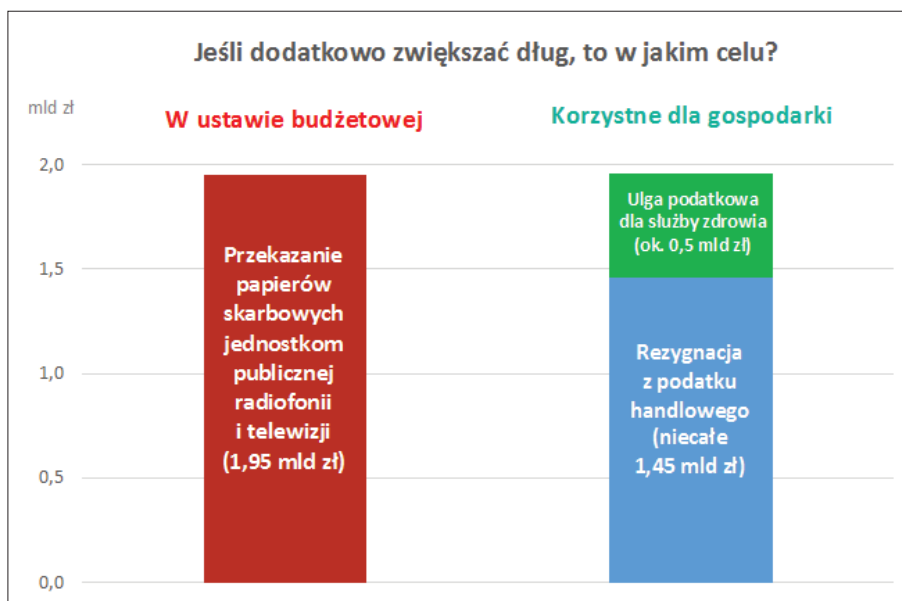 Jeśli dodatkowo zwiększać dług, to w jakim celu?
mld zł
W ustawie budżetowej
Korzystne dla gospodarki
2,0
1,5
1,0
0,5
0,0
Przekazanie
papierów
skarbowych
jednostkom
publicznej
radiofonii
i telewizji
(1,95 mld zł)
Ulga podatkowa
dla służby zdrowia
(ok. 0,5 mld zł)
Rezygnacja
z podatku
handlowego
(niecałe
1,45 mld zł)